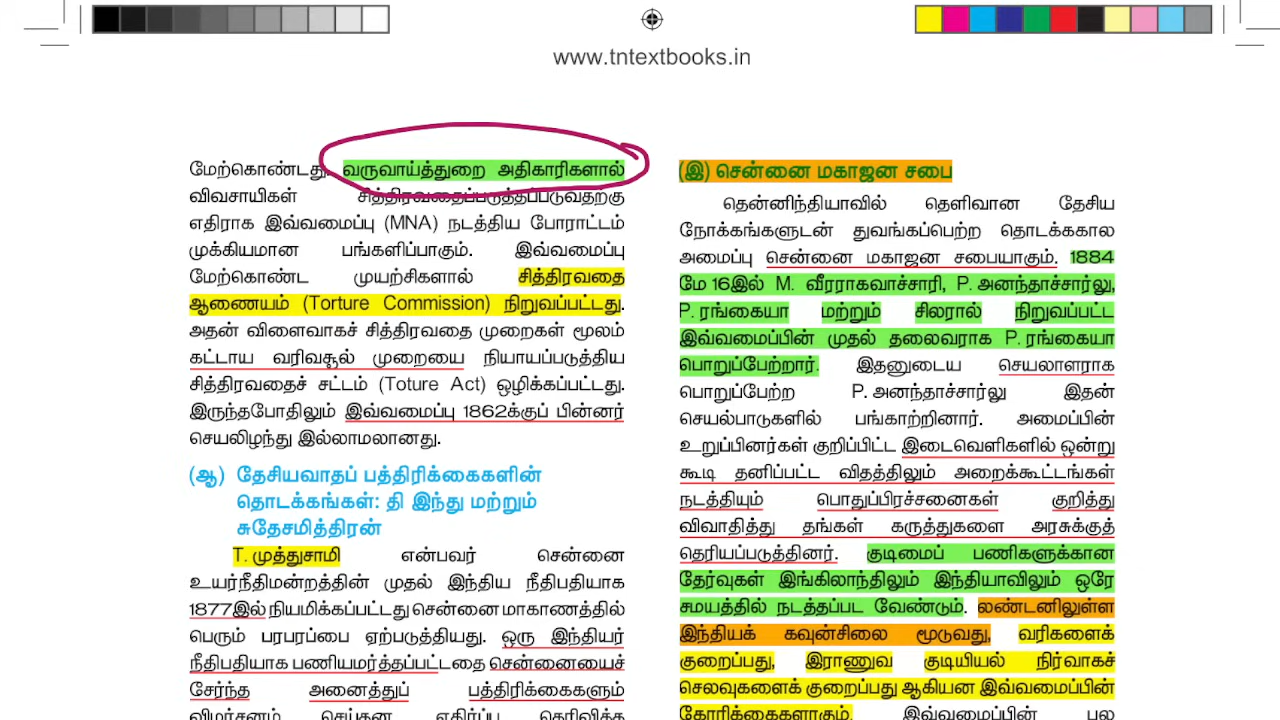 www.tntextbooks.in
மேற்கொண்டது. வருவாய்த்துறை அதிகாரிகளால்
விவசாயிகள் சித்திரவதைப்படுத்தப்படுவதற்கு
எதிராக இவ்வமைப்பு (MNA) நடத்திய போராட்டம்
முக்கியமான பங்களிப்பாகும். இவ்வமைப்பு
மேற்கொண்ட முயற்சிகளால் சித்திரவதை
ஆணையம் (Torture Commission) நிறுவப்பட்டது.
அதன் விளைவாகச் சித்திரவதை முறைகள் மூலம்
கட்டாய வரிவசூல் முறையை நியாயப்படுத்திய
சித்திரவதைச் சட்டம் (Toture Act) ஒழிக்கப்பட்டது.
இருந்தபோதிலும் இவ்வமைப்பு 1862க்குப் பின்னர்
செயலிழந்து இல்லாமலானது.
(ஆ) தேசியவாதப் பத்திரிக்கைகளின்
தொடக்கங்கள்: தி இந்து மற்றும்
சுதேசமித்திரன்
T. முத்துசாமி என்பவர் சென்னை
உயர்நீதிமன்றத்தின் முதல் இந்திய நீதிபதியாக
1877இல் நியமிக்கப்பட்டது சென்னை மாகாணத்தில்
பெரும் பரபரப்பை ஏற்படுத்தியது. ஒரு இந்தியர்
நீதிபதியாக பணியமர்த்தப்பட்டதை சென்னையைச்
சேர்ந்த அனைத்துப் பத்திரிக்கைகளும்
விமர்சனம் செய்தன எதிர்ப்பு தெரிவித்த
(இ) சென்னை மகாஜன சபை
தென்னிந்தியாவில் தெளிவான தேசிய
நோக்கங்களுடன் துவங்கப்பெற்ற தொடக்ககால
அமைப்பு சென்னை மகாஜன சபையாகும். 1884
மே 16இல் M. வீரராகவாச்சாரி, P. அனந்தாச்சார்லு,
P. ரங்கையா மற்றும் சிலரால் நிறுவப்பட்ட
இவ்வமைப்பின் முதல் தலைவராக P. ரங்கையா
பொறுப்பேற்றார். இதனுடைய செயலாளராக
பொறுப்பேற்ற P. அனந்தாச்சார்லு இதன்
செயல்பாடுகளில் பங்காற்றினார். அமைப்பின்
உறுப்பினர்கள் குறிப்பிட்ட இடைவெளிகளில் ஒன்று
கூடி தனிப்பட்ட விதத்திலும் அறைக்கூட்டங்கள்
நடத்தியும் பொதுப்பிரச்சனைகள் குறித்து
விவாதித்து தங்கள் கருத்துகளை அரசுக்குத்
தெரியப்படுத்தினர். குடிமைப் பணிகளுக்கான
தேர்வுகள் இங்கிலாந்திலும் இந்தியாவிலும் ஒரே
சமயத்தில் நடத்தப்பட வேண்டும். லண்டனிலுள்ள
இந்தியக் கவுன்சிலை மூடுவது, வரிகளைக்
குறைப்பது, இராணுவ குடியியல் நிர்வாகச்
செலவுகளைக் குறைப்பது ஆகியன இவ்வமைப்பின்
கோரிக்கைகளாகும். இவ்வமைப்பின் பல